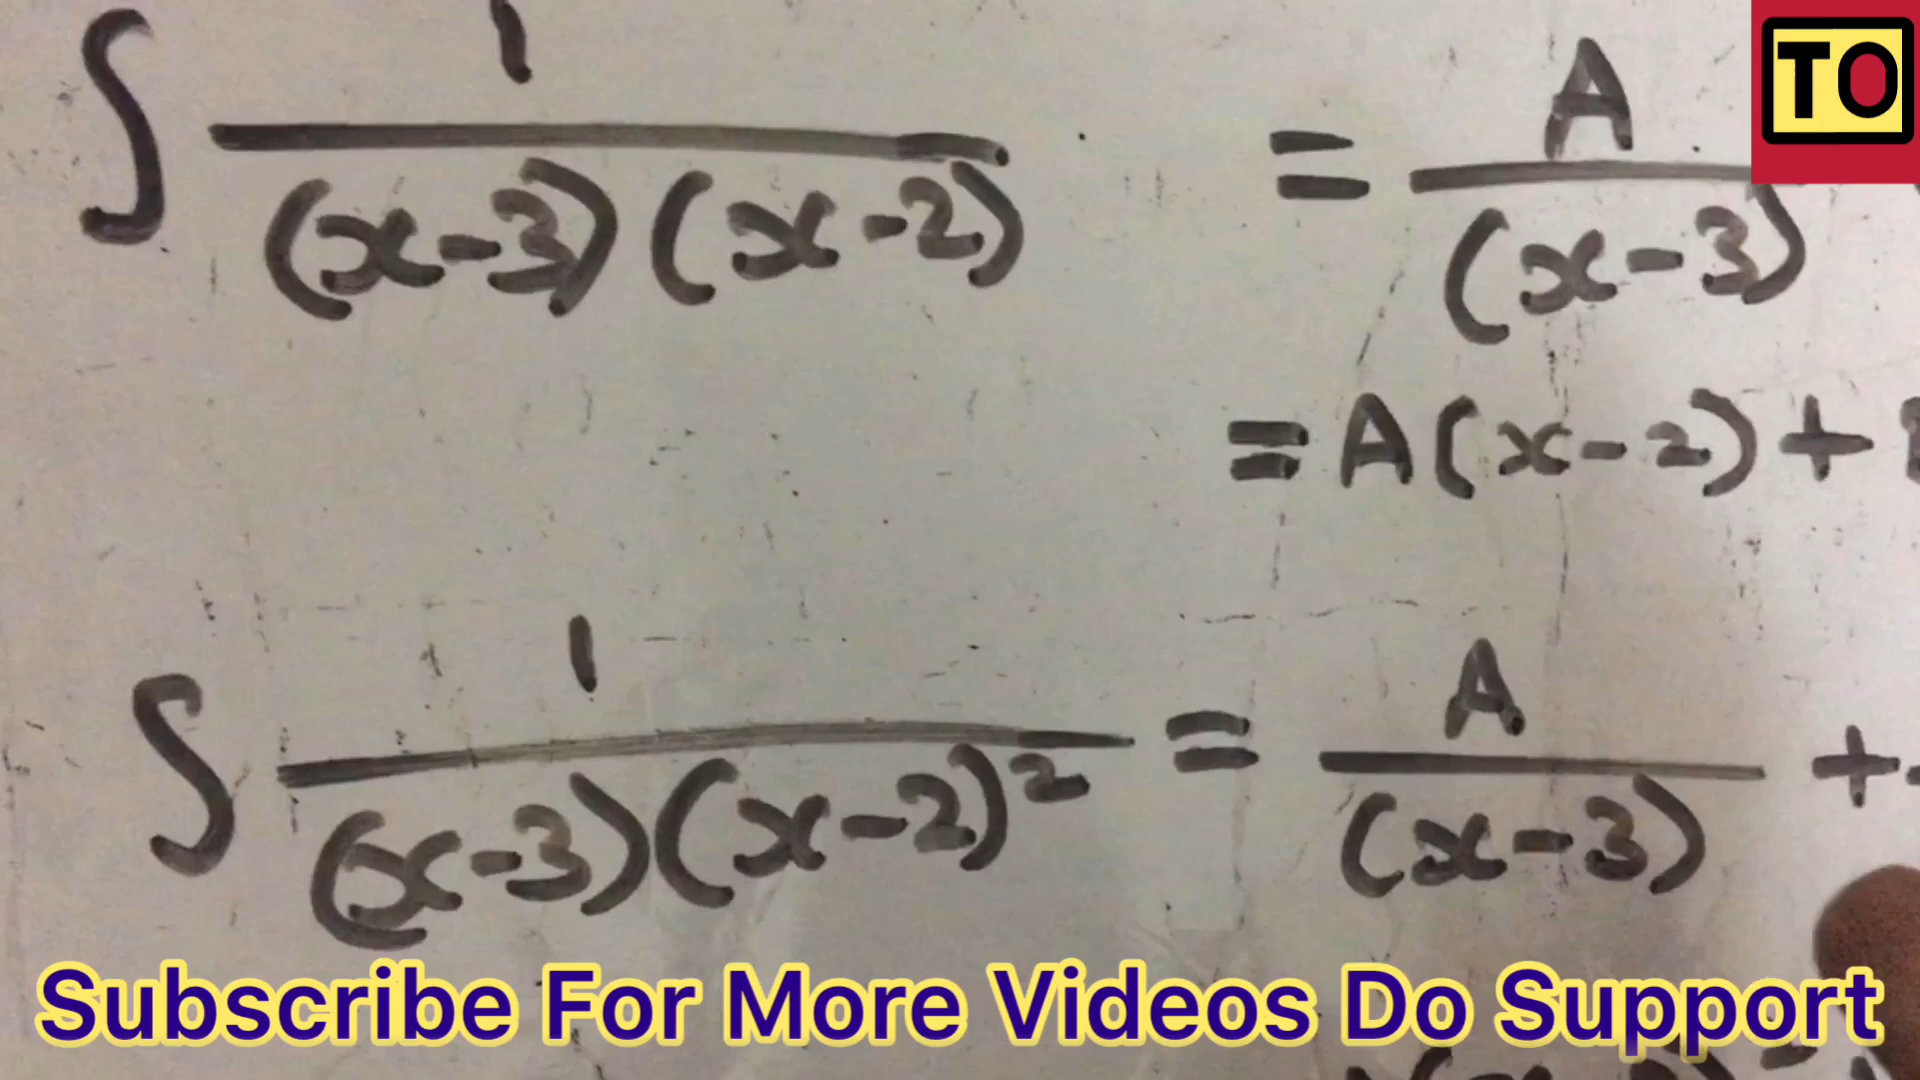 ∫ 1 / (x-3)(x-2) = A / (x-3)
TO
= A(x-2) +
∫ 1 / (x-3)(x-2)² = A / (x-3) +
Subscribe For More Videos Do Support